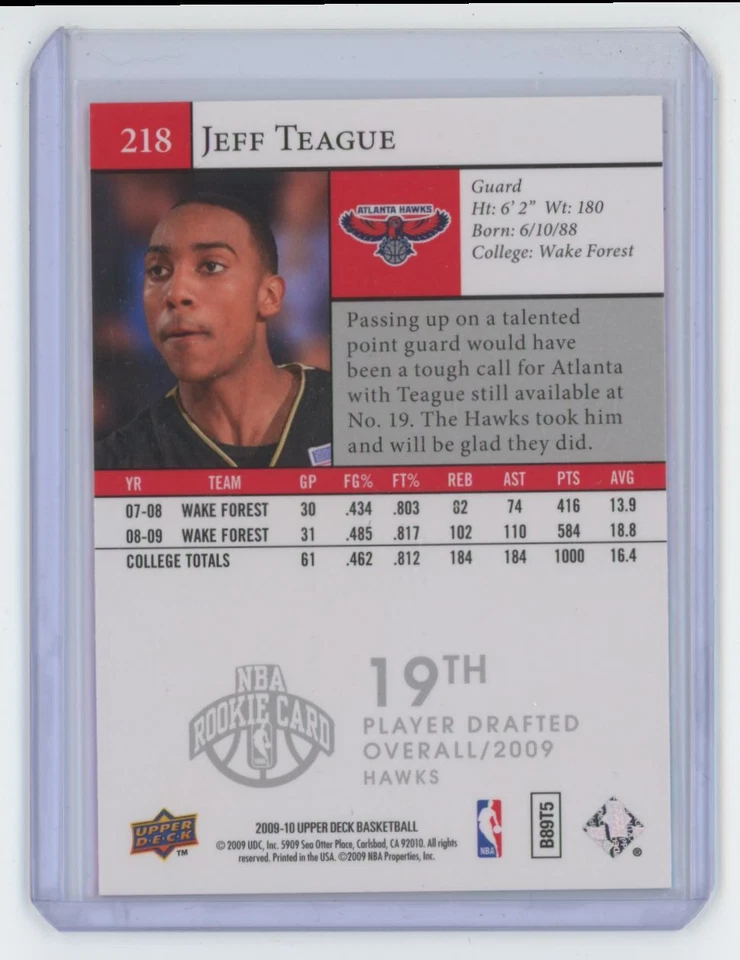 218 JEFF TEAGUE
ATLANTA HAWKS
Guard
Ht: 6' 2" Wt: 180
Born: 6/10/88
College: Wake Forest
Passing up on a talented
point guard would have
been a tough call for Atlanta
with Teague still available at
No. 19. The Hawks took him
and will be glad they did.
YR TEAM GP FG% FT% REB AST PTS AVG
07-08 WAKE FOREST 30 .434 .803 82 74 416 13.9
08-09 WAKE FOREST 31 .485 .817 102 110 584 18.8
COLLEGE TOTALS 61 .462 .812 184 184 1000 16.4
NBA
ROOKIE CARD
19TH
PLAYER DRAFTED
OVERALL/2009
HAWKS
UPPER
DECK
TM
2009-10 UPPER DECK BASKETBALL
© 2009 UDC, Inc. 5909 Sea Otter Place, Carlsbad, CA 92010. All rights
reserved. Printed in the USA. ©2009 NBA Properties, Inc.
NBA
B89T5
®